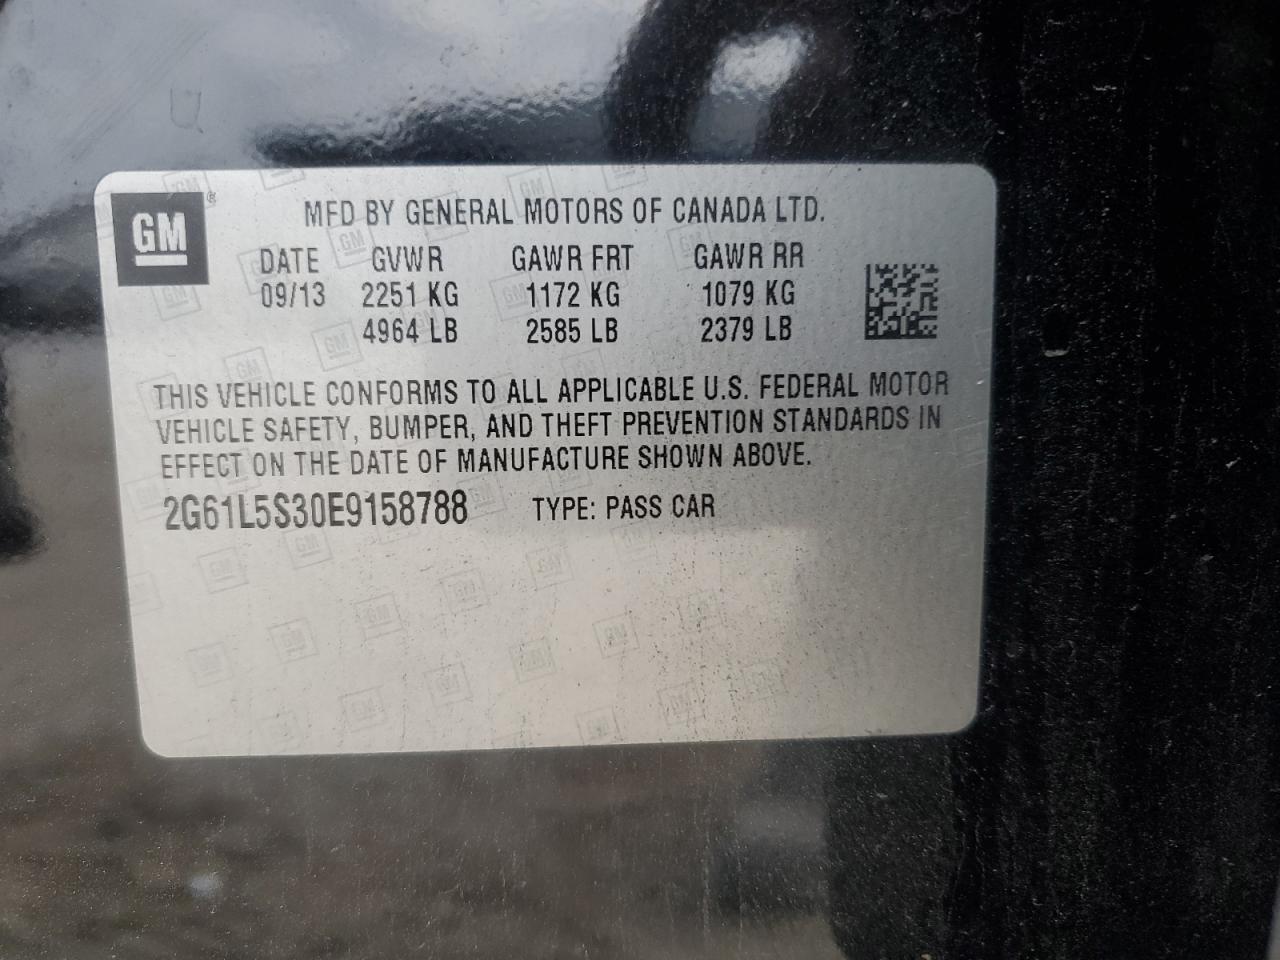 GM ®
MFD BY GENERAL MOTORS OF CANADA LTD.
DATE GVWR GAWR FRT GAWR RR
09/13 2251 KG 1172 KG 1079 KG
4964 LB 2585 LB 2379 LB
THIS VEHICLE CONFORMS TO ALL APPLICABLE U.S. FEDERAL MOTOR
VEHICLE SAFETY, BUMPER, AND THEFT PREVENTION STANDARDS IN
EFFECT ON THE DATE OF MANUFACTURE SHOWN ABOVE.
2G61L5S30E9158788 TYPE: PASS CAR